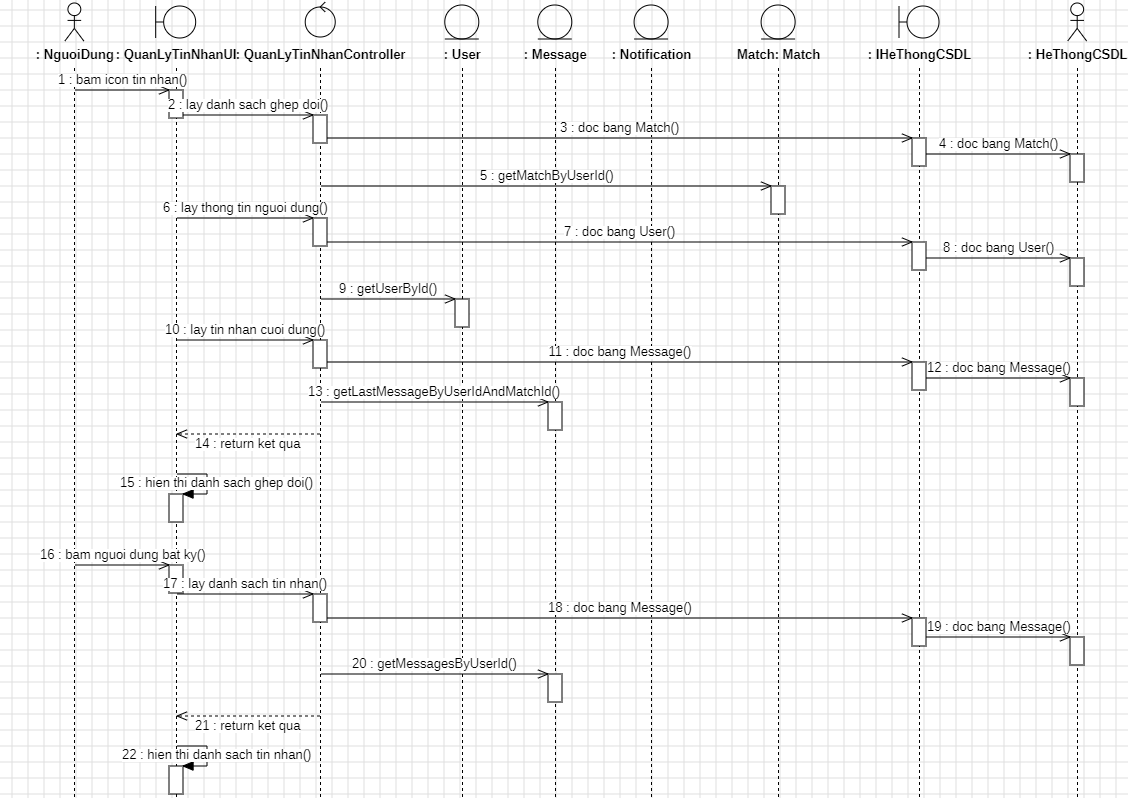 : NguoiDung
: QuanLyTinNhanUI
: QuanLyTinNhanController
: User
: Message
: Notification
Match: Match
: IHeThongCSDL
: HeThongCSDL
1 : bam icon tin nhan()
2 : lay danh sach ghep doi()
3 : doc bang Match()
4 : doc bang Match()
5 : getMatchByUserId()
6 : lay thong tin nguoi dung()
7 : doc bang User()
8 : doc bang User()
9 : getUserById()
10 : lay tin nhan cuoi dung()
11 : doc bang Message()
12 : doc bang Message()
13 : getLastMessageByUserIdAndMatchId()
14 : return ket qua
15 : hien thi danh sach ghep doi()
16 : bam nguoi dung bat ky()
17 : lay danh sach tin nhan()
18 : doc bang Message()
19 : doc bang Message()
20 : getMessagesByUserId()
21 : return ket qua
22 : hien thi danh sach tin nhan()